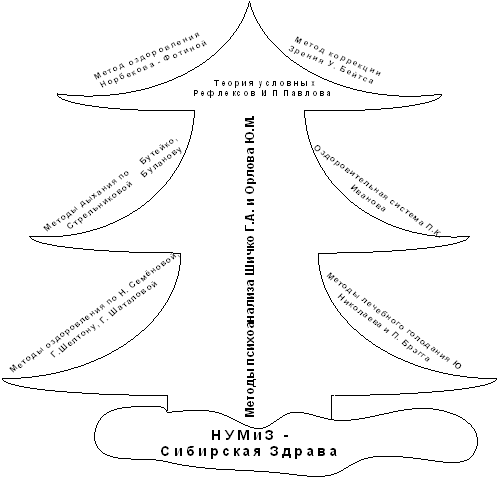 Метод оздоровления
Норбекова - Фотиной
Метод коррекции
Зрения У. Бейтса
Теория условных
Рефлексов И П Павлова
Методы дыхания по Бутейко,
Стрельниковой Буланову
Оздоровительная система П.К.
Иванова
Методы психоанализа Шичко Г.А. и Орлова Ю.М.
Методы оздоровления по Н. Семёновой,
Г.Шелтону, Г. Шаталовой
Методы лечебного голодания Ю
Николаева и П. Брэгга
НУМиЗ -
Сибирская Здрава